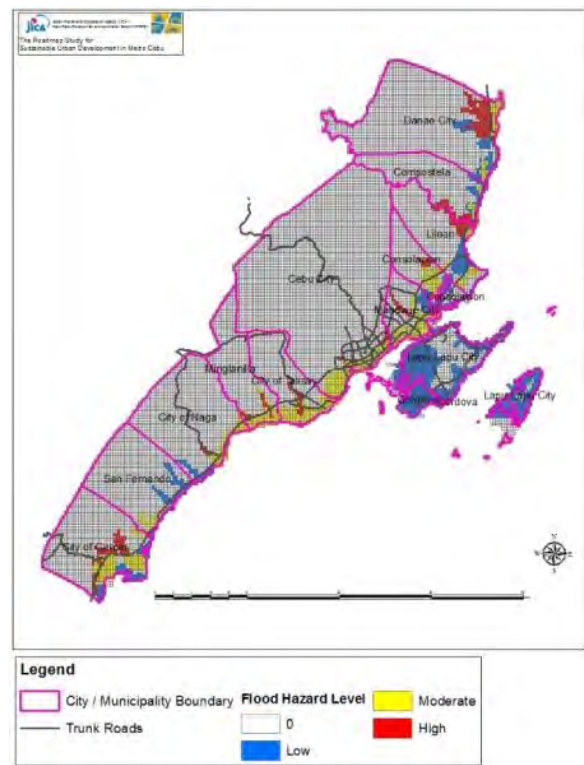 jica
The Roadmap Study for
Sustainable Urban Development in Metro Cebu
Danao City
Compostela
Liloan
Consolacion
Cebu City
Consolacion
Mandaue City
Lapu Lapu City
Minglanilla
City of Talisay
Cordova
Lapu Lapu City
City of Naga
San Fernando
City of Carcar
N
W
E
S
Legend
City / Municipality Boundary
Trunk Roads
Flood Hazard Level
0
Low
Moderate
High